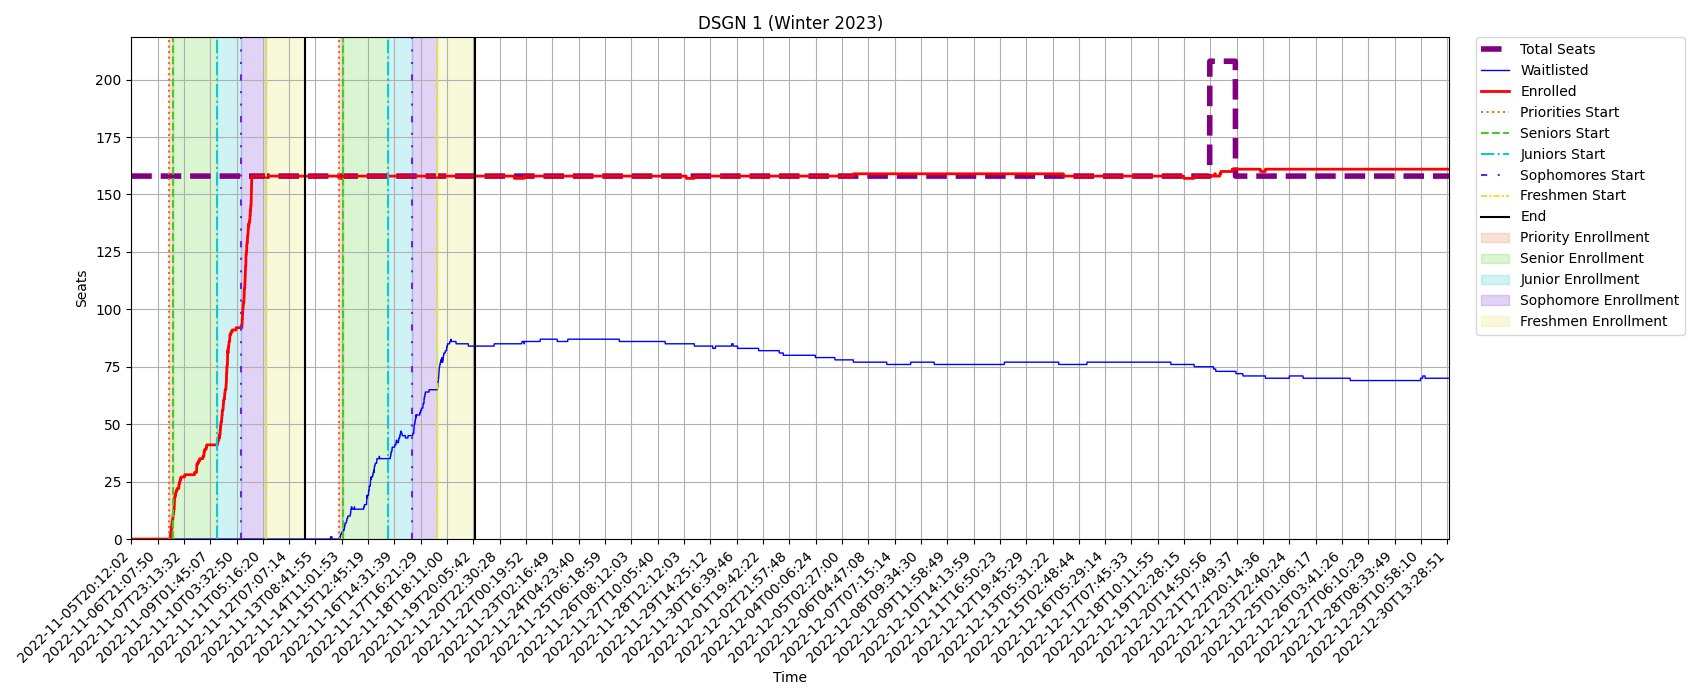 DSGN 1 (Winter 2023)
Seats
200
175
150
125
100
75
50
25
0
2022-11-05T20:12:02
2022-11-06T21:07:50
2022-11-07T23:13:32
2022-11-09T01:45:07
2022-11-10T03:32:50
2022-11-11T05:16:20
2022-11-12T07:07:14
2022-11-13T08:41:55
2022-11-14T11:01:53
2022-11-15T12:45:19
2022-11-16T14:31:39
2022-11-17T16:21:29
2022-11-18T18:11:00
2022-11-19T20:05:42
2022-11-20T22:30:28
2022-11-22T00:19:52
2022-11-23T02:16:49
2022-11-24T04:23:40
2022-11-25T06:18:59
2022-11-26T08:12:03
2022-11-27T10:05:40
2022-11-28T12:12:03
2022-11-29T14:25:12
2022-11-30T16:39:46
2022-12-01T19:42:22
2022-12-02T21:57:48
2022-12-04T00:06:24
2022-12-05T02:27:00
2022-12-06T04:47:08
2022-12-07T07:15:14
2022-12-08T09:34:30
2022-12-09T11:58:49
2022-12-10T14:13:59
2022-12-11T16:50:23
2022-12-12T19:45:29
2022-12-13T05:31:22
2022-12-15T02:48:44
2022-12-16T05:29:14
2022-12-17T07:45:33
2022-12-18T10:11:55
2022-12-19T12:28:15
2022-12-20T14:50:56
2022-12-21T17:49:37
2022-12-22T20:14:36
2022-12-23T22:40:24
2022-12-25T01:06:17
2022-12-26T03:41:26
2022-12-27T06:10:29
2022-12-28T08:33:49
2022-12-29T10:58:10
2022-12-30T13:28:51
Time
Total Seats
Waitlisted
Enrolled
Priorities Start
Seniors Start
Juniors Start
Sophomores Start
Freshmen Start
End
Priority Enrollment
Senior Enrollment
Junior Enrollment
Sophomore Enrollment
Freshmen Enrollment